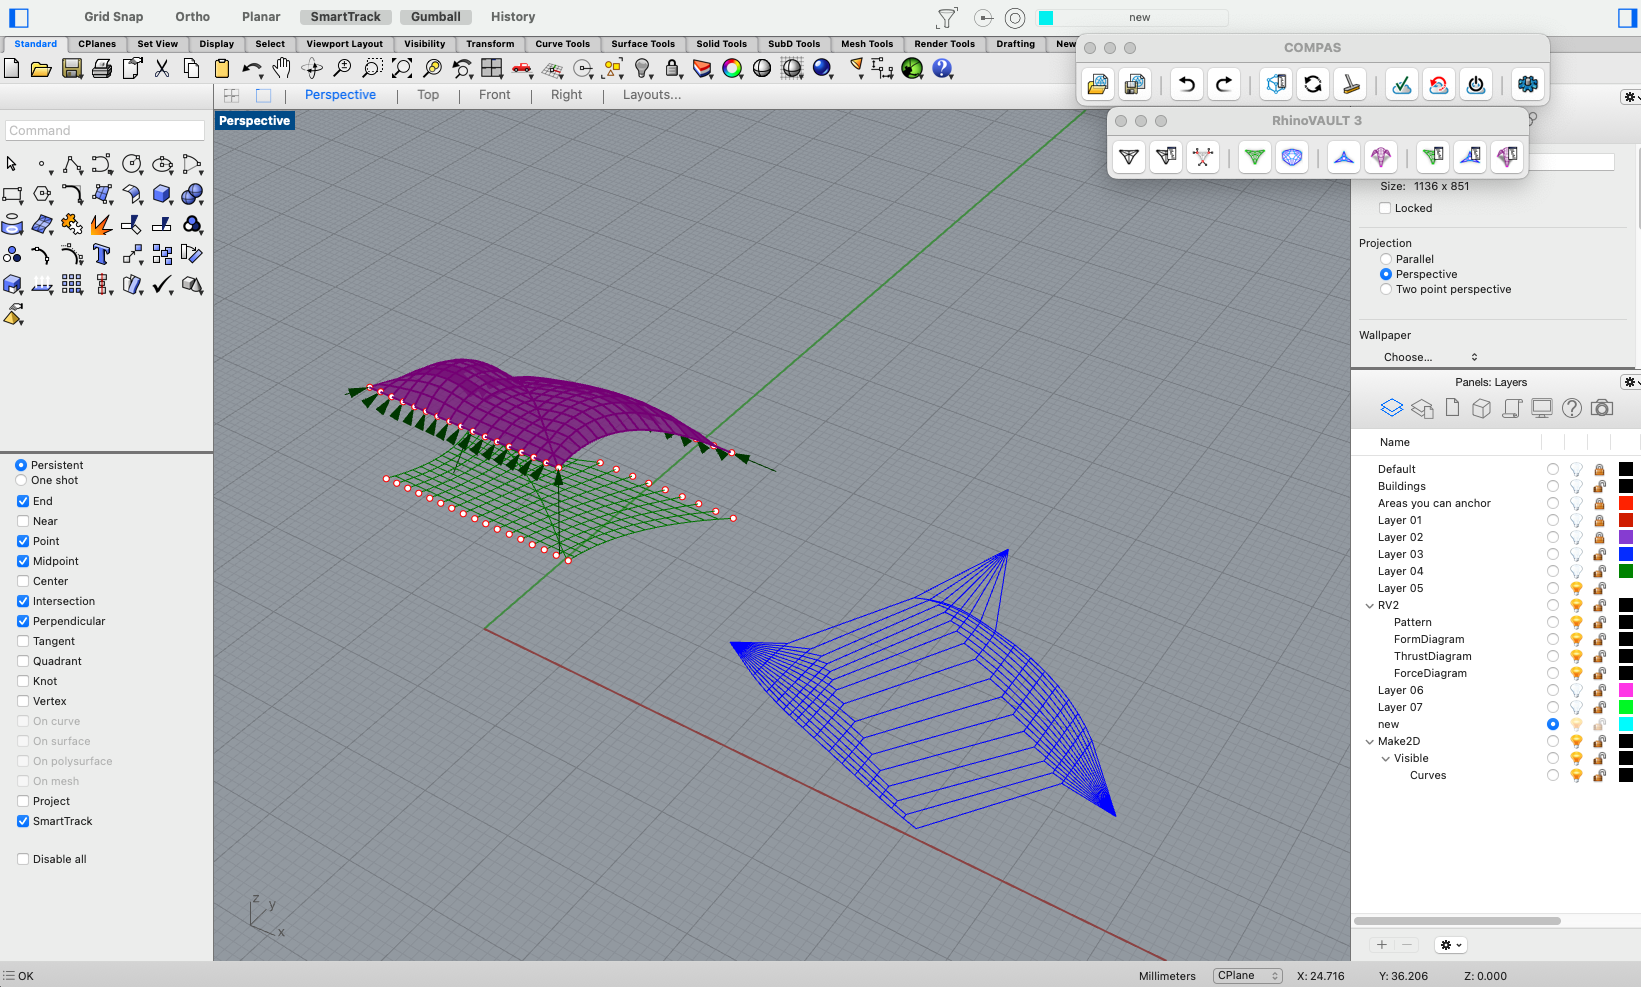 Grid Snap Ortho Planar SmartTrack Gumball History new
Standard CPlanes Set View Display Select Viewport Layout Visibility Transform Curve Tools Surface Tools Solid Tools SubD Tools Mesh Tools Render Tools Drafting New
COMPAS
Perspective Top Front Right Layouts...
Perspective
RhinoVAULT 3
Command
Size: 1136 x 851
Locked
Projection
Parallel
Perspective
Two point perspective
Wallpaper
Choose...
Panels: Layers
Name
Default
Buildings
Areas you can anchor
Layer 01
Layer 02
Layer 03
Layer 04
Layer 05
RV2
Pattern
FormDiagram
ThrustDiagram
ForceDiagram
Layer 06
Layer 07
new
Make2D
Visible
Curves
Persistent
One shot
End
Near
Point
Midpoint
Center
Intersection
Perpendicular
Tangent
Quadrant
Knot
Vertex
On curve
On surface
On polysurface
On mesh
Project
SmartTrack
Disable all
z
y
x
OK
Millimeters CPlane X: 24.716 Y: 36.206 Z: 0.000